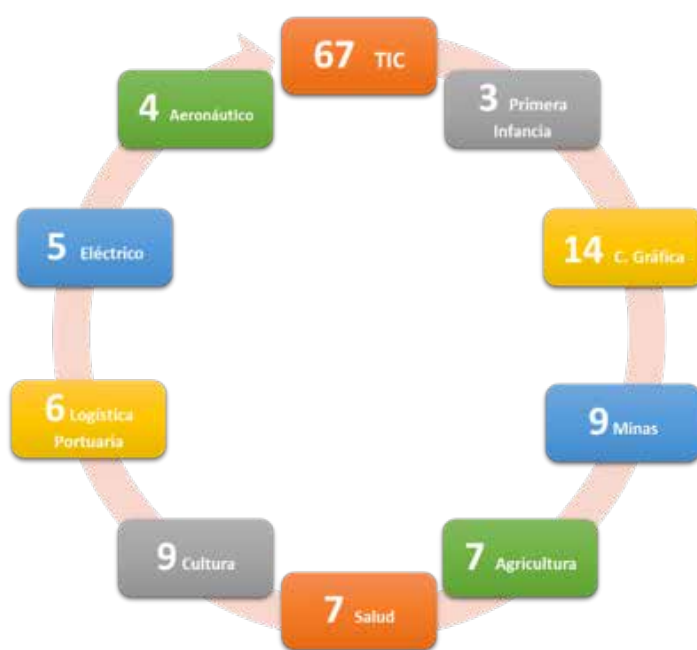 67 TIC
3 Primera
Infancia
14 C. Gráfica
9 Minas
7 Agricultura
7 Salud
9 Cultura
6 Logística
Portuaria
5 Eléctrico
4 Aeronáutico